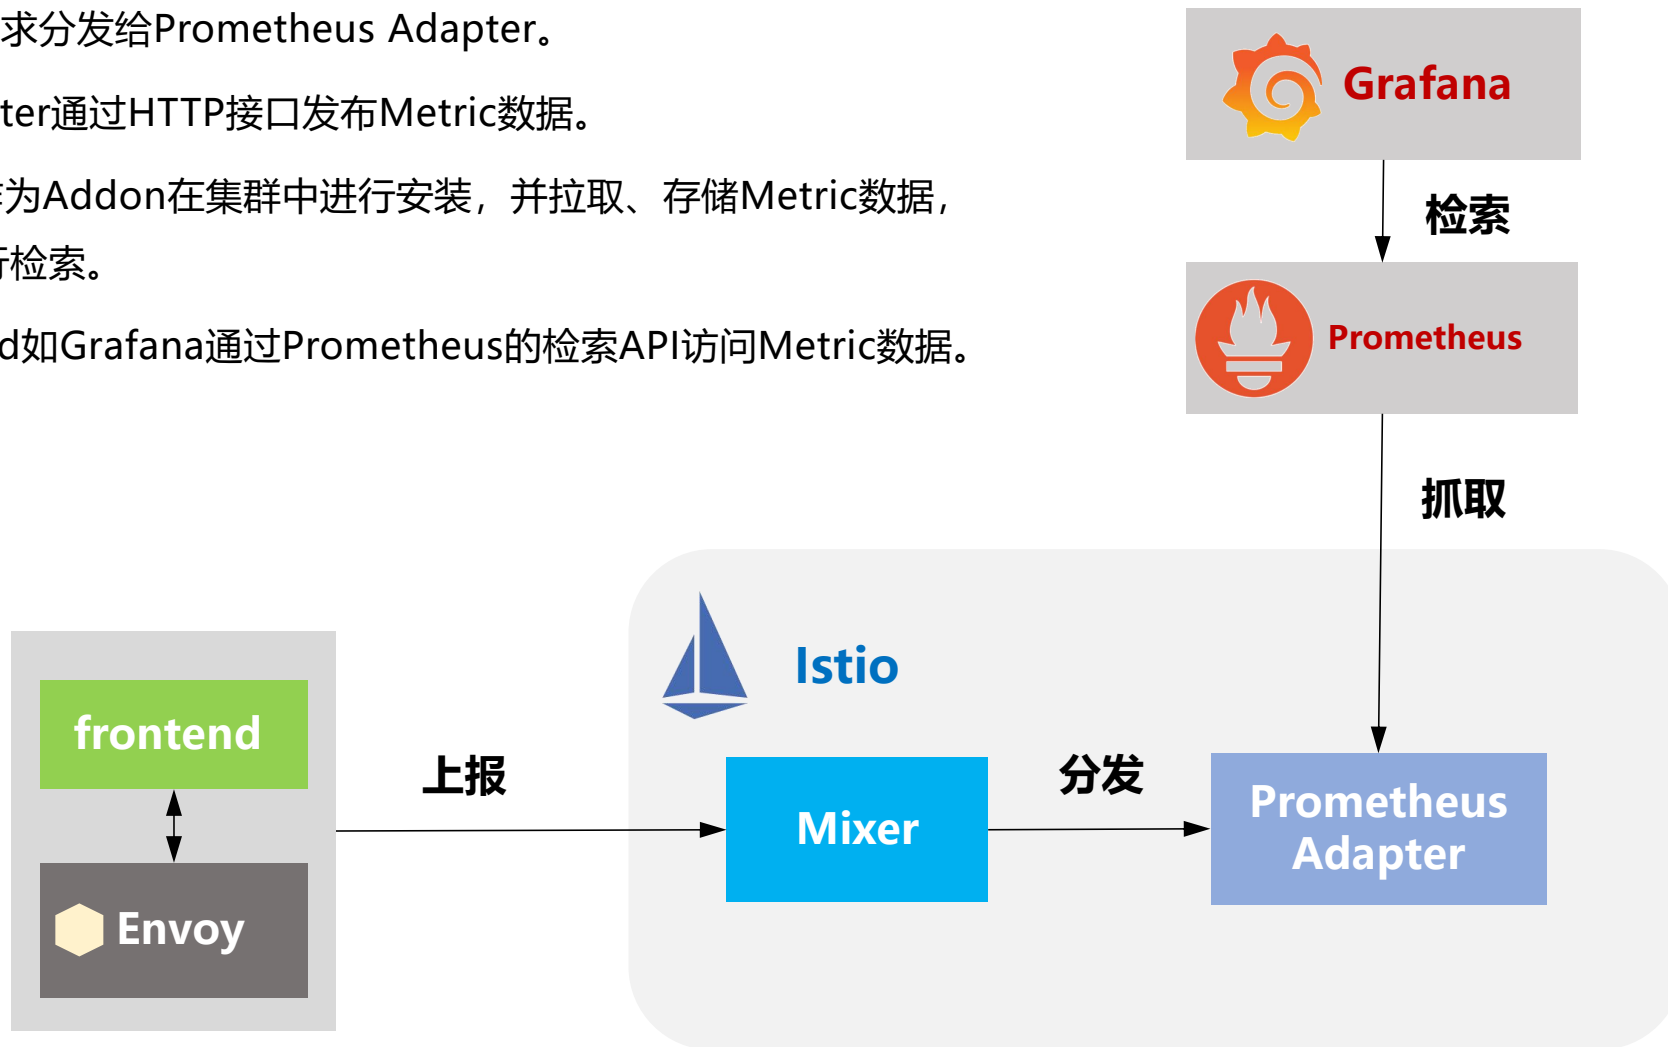 求分发给Prometheus Adapter。
ter通过HTTP接口发布Metric数据。
为Addon在集群中进行安装，并拉取、存储Metric数据，
行检索。
d如Grafana通过Prometheus的检索API访问Metric数据。
Grafana
检索
Prometheus
抓取
Istio
frontend
上报
Mixer
分发
Prometheus
Adapter
Envoy